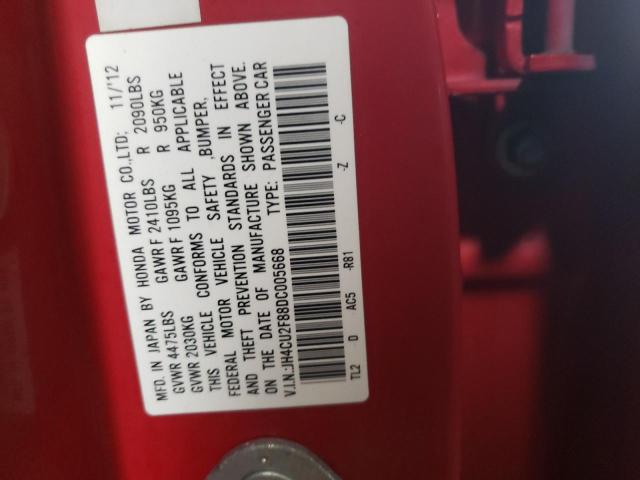 MFD. IN JAPAN BY HONDA MOTOR CO.,LTD; 11/'12
GVWR 4475LBS GAWR F 2410LBS R 2090LBS
GVWR 2030KG GAWR F 1095KG R 950KG
THIS VEHICLE CONFORMS TO ALL APPLICABLE
FEDERAL MOTOR VEHICLE SAFETY ,BUMPER,
AND THEFT PREVENTION STANDARDS IN EFFECT
ON THE DATE OF MANUFACTURE SHOWN ABOVE.
V.I.N.:JH4CU2F88DC005668 TYPE: PASSENGER CAR
TL2 D AC5 -R81 -Z -C